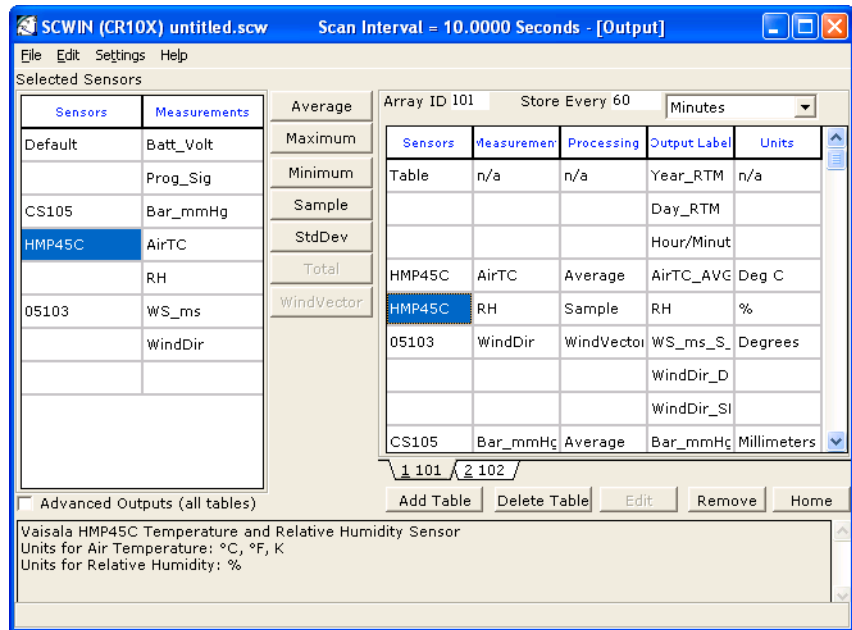 SCWIN (CR10X) untitled.scw Scan Interval = 10.0000 Seconds - [Output]
File Edit Settings Help
Selected Sensors
Sensors Measurements
Default Batt_Volt
Prog_Sig
CS105 Bar_mmHg
HMP45C AirTC
RH
05103 WS_ms
WindDir
Average
Maximum
Minimum
Sample
StdDev
Total
WindVector
Array ID 101 Store Every 60 Minutes
Sensors Measuremen Processing Output Label Units
Table n/a n/a Year_RTM n/a
Day_RTM
Hour/Minut
HMP45C AirTC Average AirTC_AVG Deg C
HMP45C RH Sample RH %
05103 WindDir WindVector WS_ms_S_ Degrees
WindDir_D
WindDir_SI
CS105 Bar_mmHg Average Bar_mmHg Millimeters
1 101 2 102
Advanced Outputs (all tables)
Add Table Delete Table Edit Remove Home
Vaisala HMP45C Temperature and Relative Humidity Sensor
Units for Air Temperature: °C, °F, K
Units for Relative Humidity: %